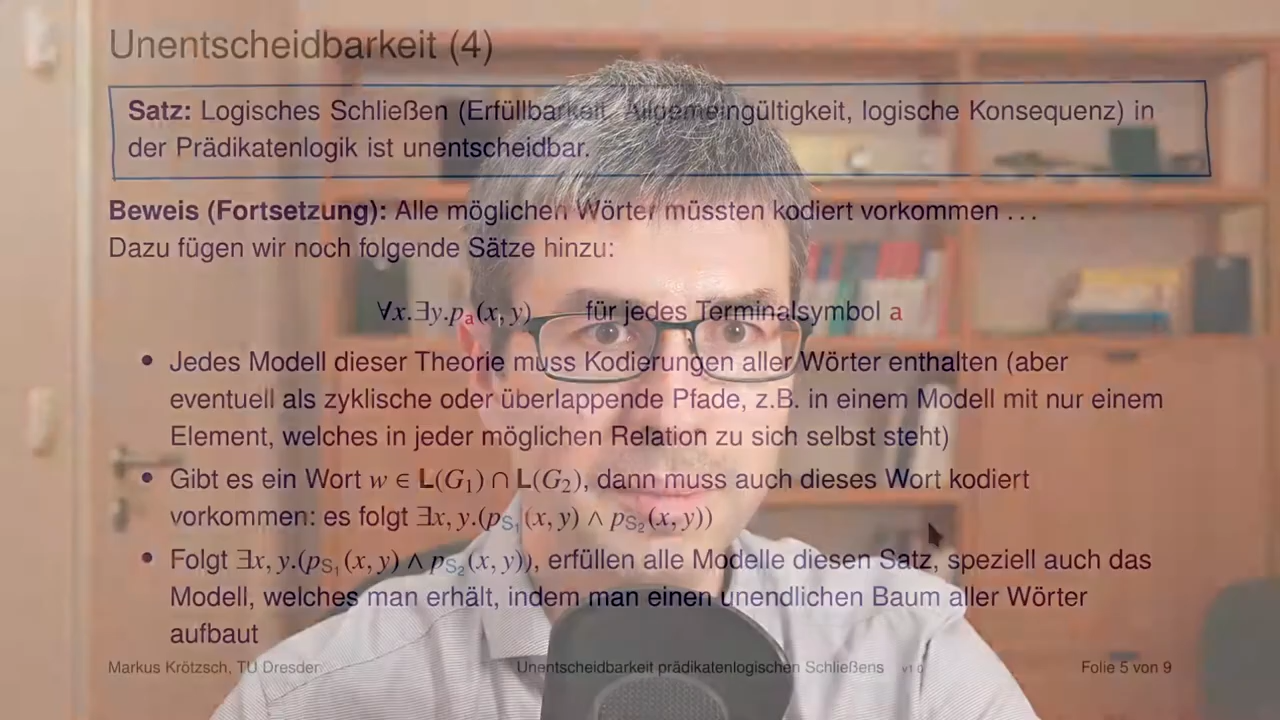 Unentscheidbarkeit (4)
Satz: Logisches Schließen (Erfüllbarkeit, Allgemeingültigkeit, logische Konsequenz) in
der Prädikatenlogik ist unentscheidbar.
Beweis (Fortsetzung): Alle möglichen Wörter müssten kodiert vorkommen ...
Dazu fügen wir noch folgende Sätze hinzu:
∀x.∃y.pₐ(x, y) für jedes Terminalsymbol a
• Jedes Modell dieser Theorie muss Kodierungen aller Wörter enthalten (aber
eventuell als zyklische oder überlappende Pfade, z.B. in einem Modell mit nur einem
Element, welches in jeder möglichen Relation zu sich selbst steht)
• Gibt es ein Wort w ∈ L(G₁) ∩ L(G₂), dann muss auch dieses Wort kodiert
vorkommen: es folgt ∃x, y.(p_S₁(x, y) ∧ p_S₂(x, y))
• Folgt ∃x, y.(p_S₁(x, y) ∧ p_S₂(x, y)), erfüllen alle Modelle diesen Satz, speziell auch das
Modell, welches man erhält, indem man einen unendlichen Baum aller Wörter
aufbaut
Markus Krötzsch, TU Dresden Unentscheidbarkeit prädikatenlogischen Schließens Folie 5 von 9